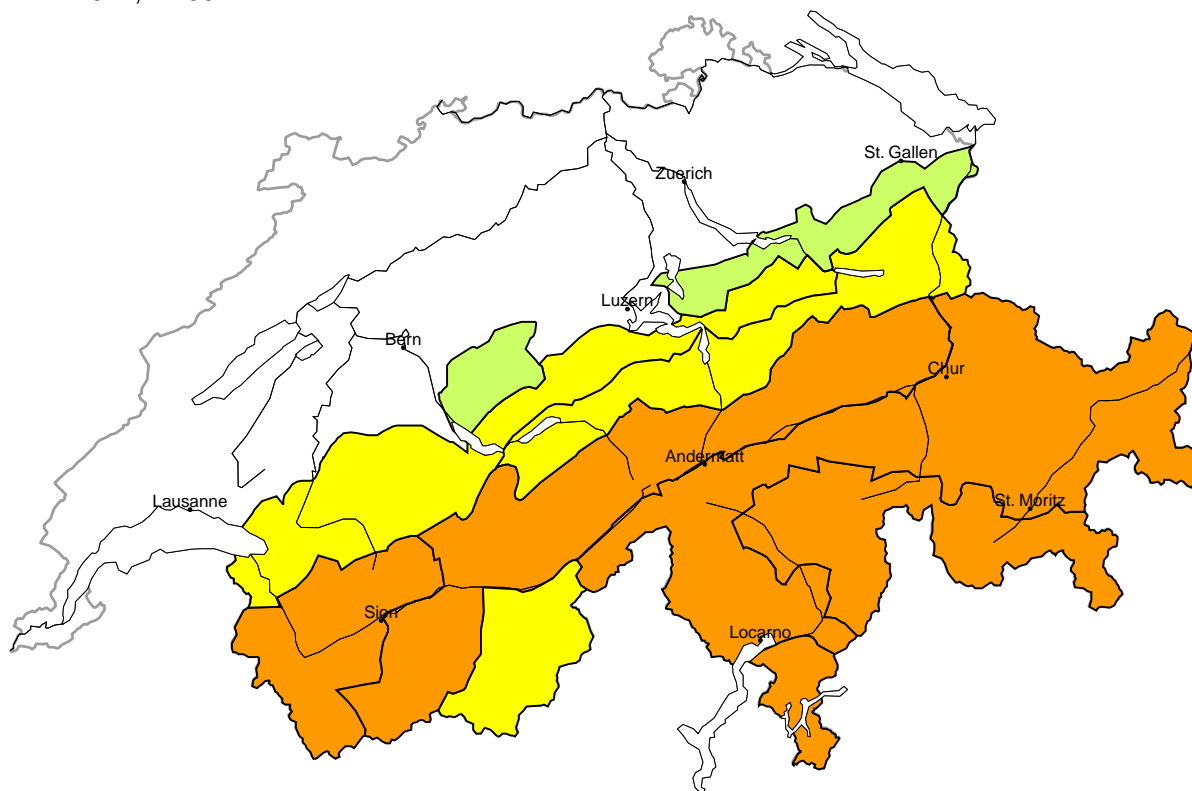 St. Gallen
Zuerich
Luzern
Bern
Chur
Andermatt
Lausanne
St. Moritz
Sion
Locarno